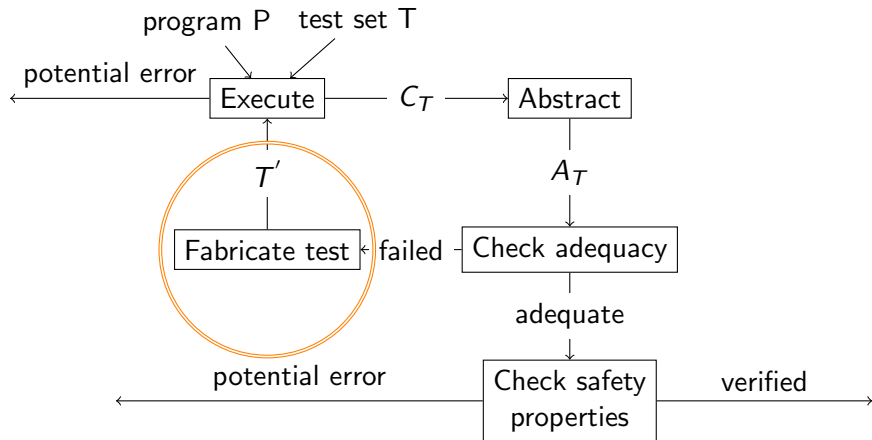 program P
test set T
potential error
Execute
C_T
Abstract
T′
A_T
Fabricate test
failed
Check adequacy
adequate
potential error
Check safety
properties
verified